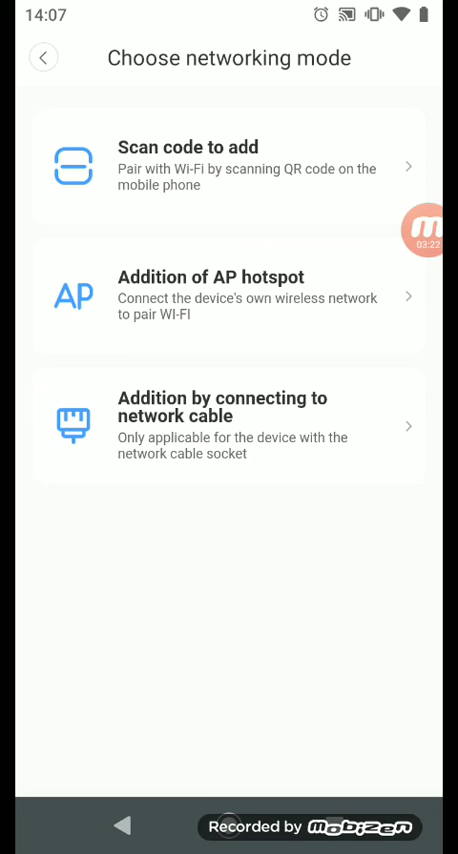 14:07
Choose networking mode
Scan code to add
Pair with Wi-Fi by scanning QR code on the
mobile phone
03:22
AP
Addition of AP hotspot
Connect the device's own wireless network
to pair WI-FI
Addition by connecting to
network cable
Only applicable for the device with the
network cable socket
Recorded by mobizen